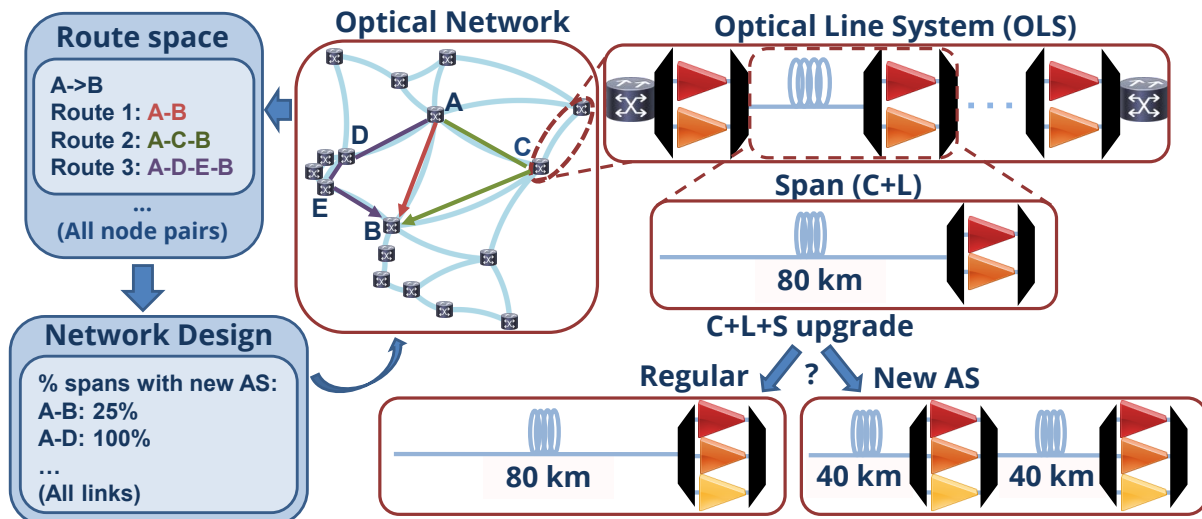 Route space
A->B
Route 1: A-B
Route 2: A-C-B
Route 3: A-D-E-B
...
(All node pairs)
Network Design
% spans with new AS:
A-B: 25%
A-D: 100%
...
(All links)
Optical Network
A
D
C
E
B
Optical Line System (OLS)
Span (C+L)
80 km
C+L+S upgrade
Regular
?
New AS
80 km
40 km
40 km